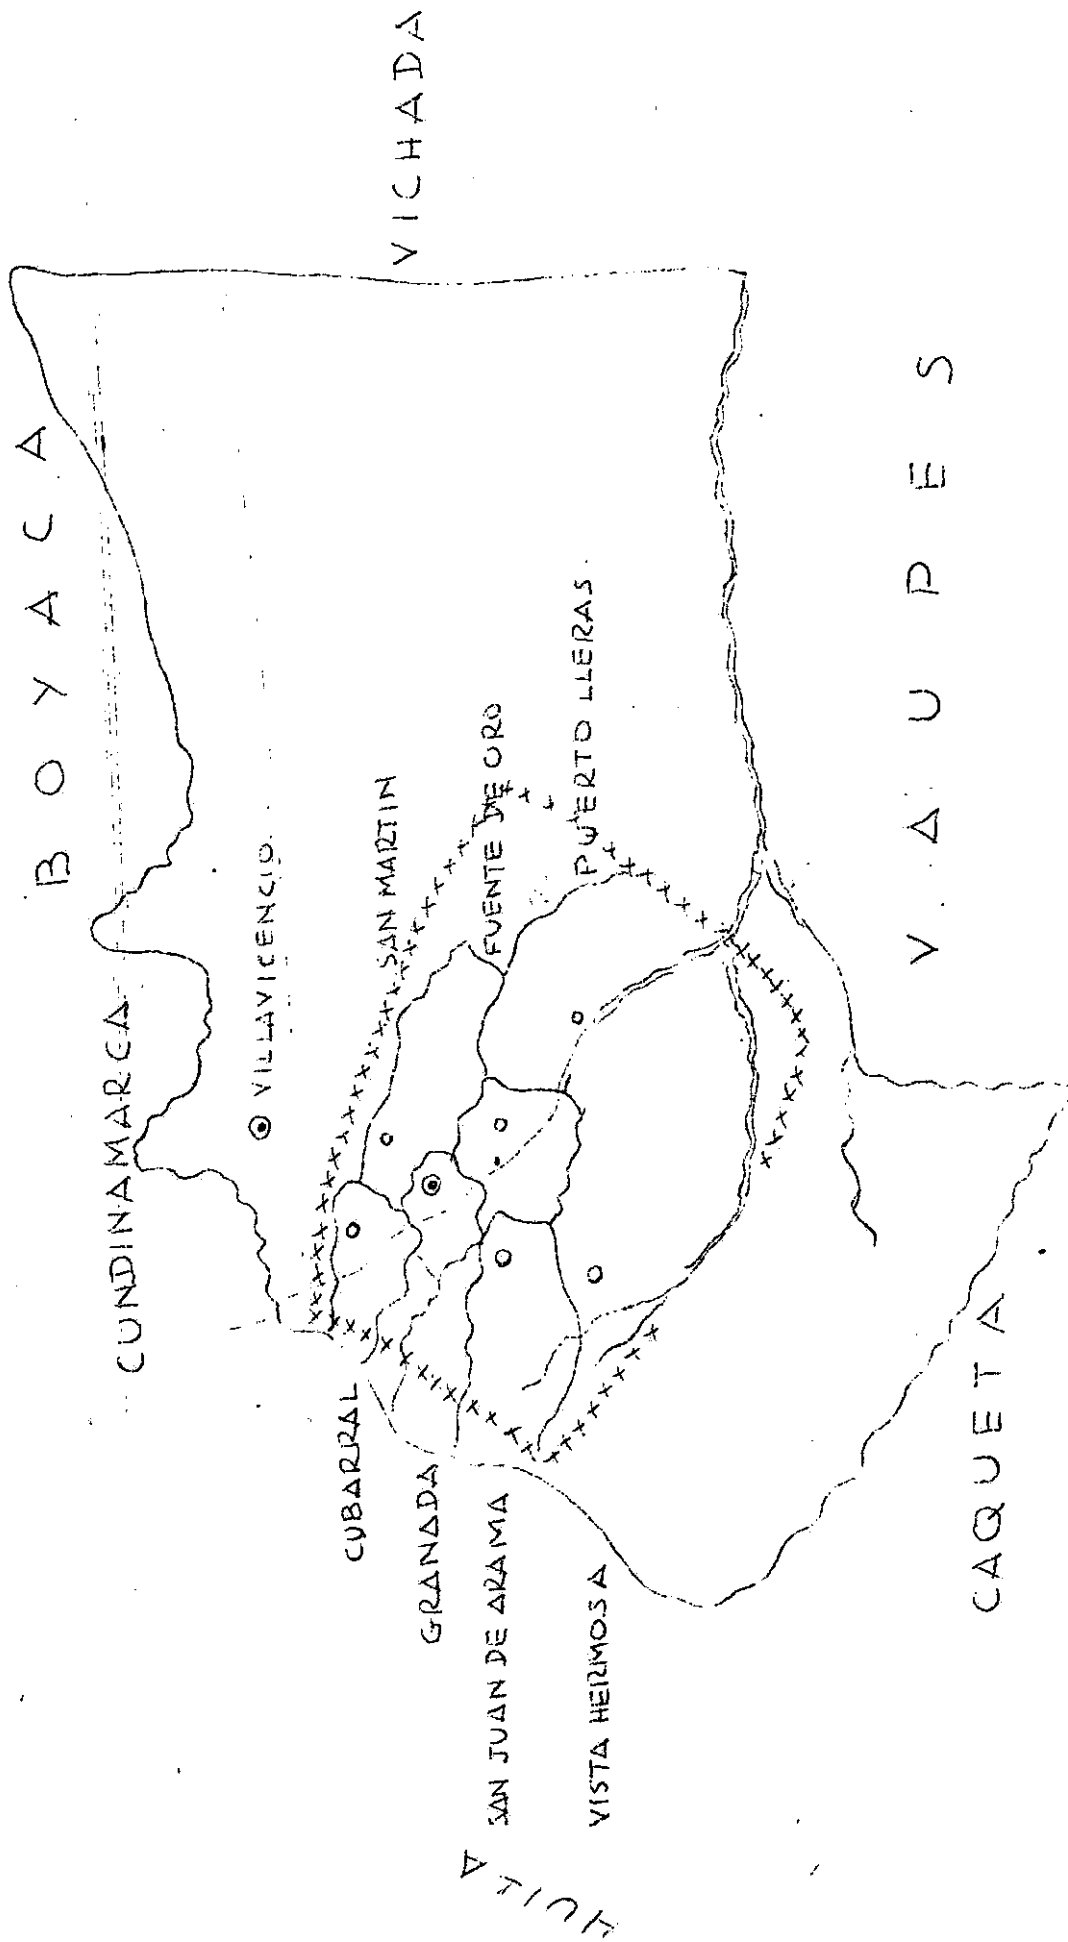 BOYACA
CUNDINAMARCA
VICHADA
VILLAVICENCIO
SAN MARTIN
FUENTE DE ORO
PUERTO LLERAS
CUBARRAL
GRANADA
SAN JUAN DE ARAMA
VISTA HERMOSA
HUILA
VAUPES
CAQUETA